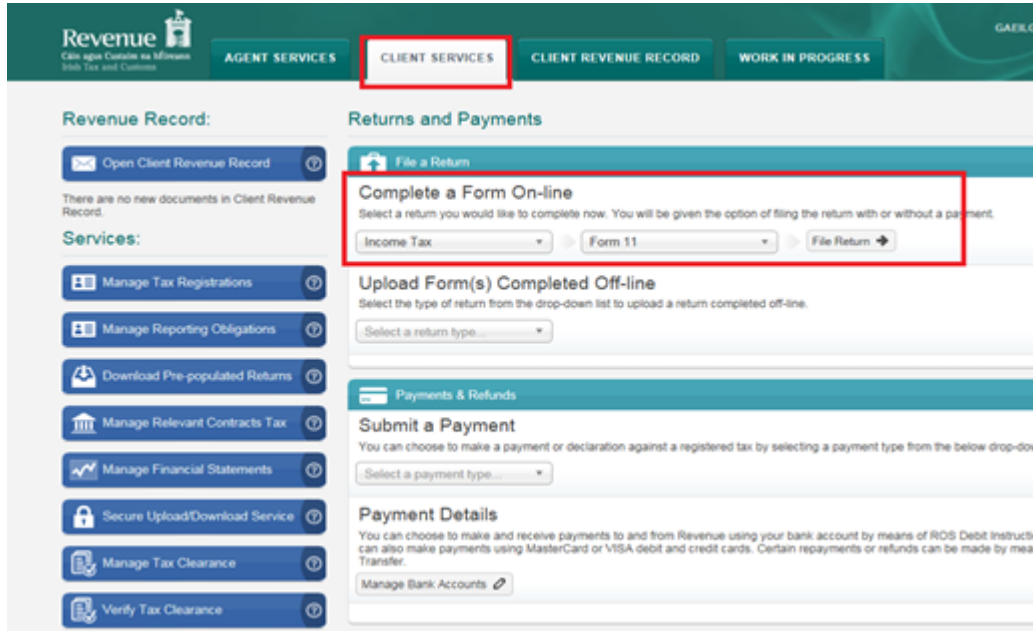 Revenue
Cáin agus Custaim na hÉireann
Irish Tax and Customs
AGENT SERVICES
CLIENT SERVICES
CLIENT REVENUE RECORD
WORK IN PROGRESS
Revenue Record:
Open Client Revenue Record
There are no new documents in Client Revenue
Record.
Services:
Manage Tax Registrations
Manage Reporting Obligations
Download Pre-populated Returns
Manage Relevant Contracts Tax
Manage Financial Statements
Secure Upload/Download Service
Manage Tax Clearance
Verify Tax Clearance
Returns and Payments
File a Return
Complete a Form On-line
Select a return you would like to complete now. You will be given the option of filing the return with or without a payment.
Income Tax
Form 11
File Return
Upload Form(s) Completed Off-line
Select the type of return from the drop-down list to upload a return completed off-line.
Select a return type...
Payments & Refunds
Submit a Payment
You can choose to make a payment or declaration against a registered tax by selecting a payment type from the below
Select a payment type...
Payment Details
You can choose to make and receive payments to and from Revenue using your bank account by means of ROS Debit
can also make payments using MasterCard or VISA debit and credit cards. Certain repayments or refunds can be made by
Transfer.
Manage Bank Accounts